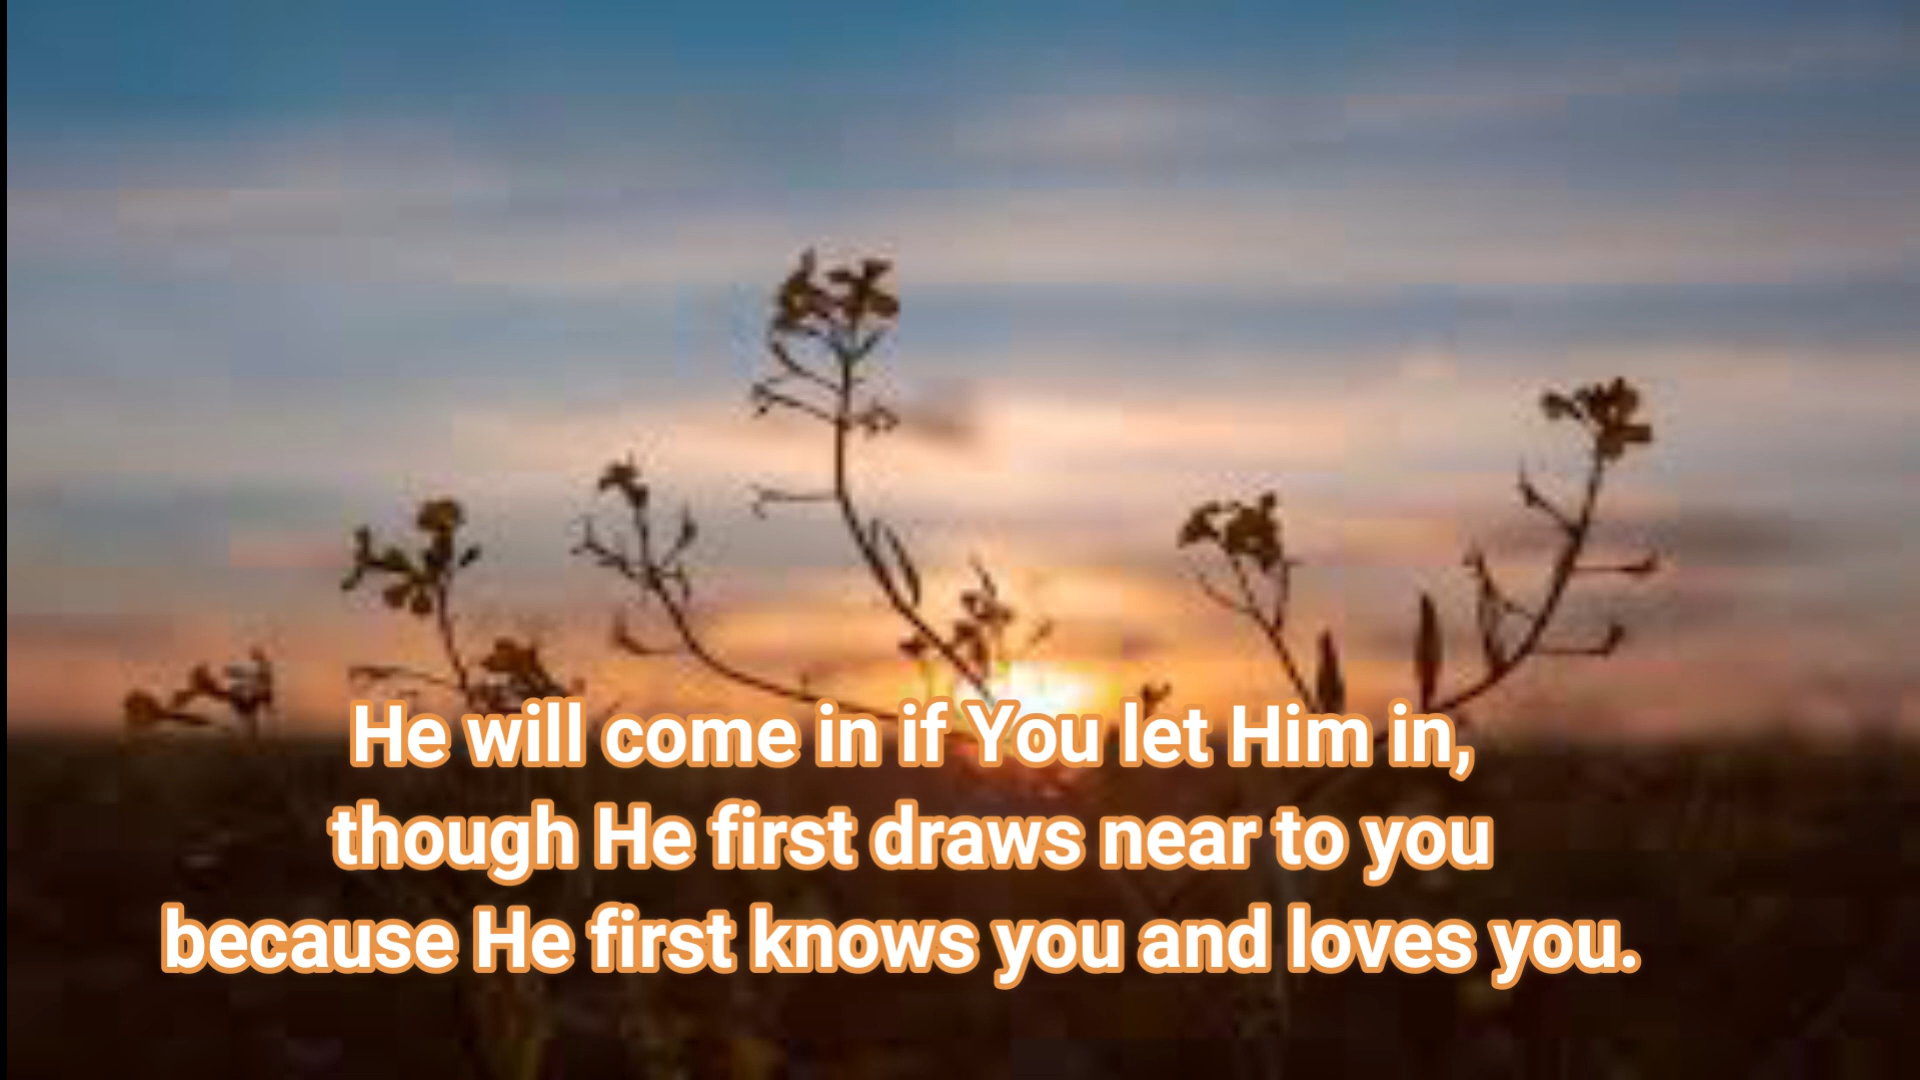 He will come in if You let Him in,
though He first draws near to you
because He first knows you and loves you.